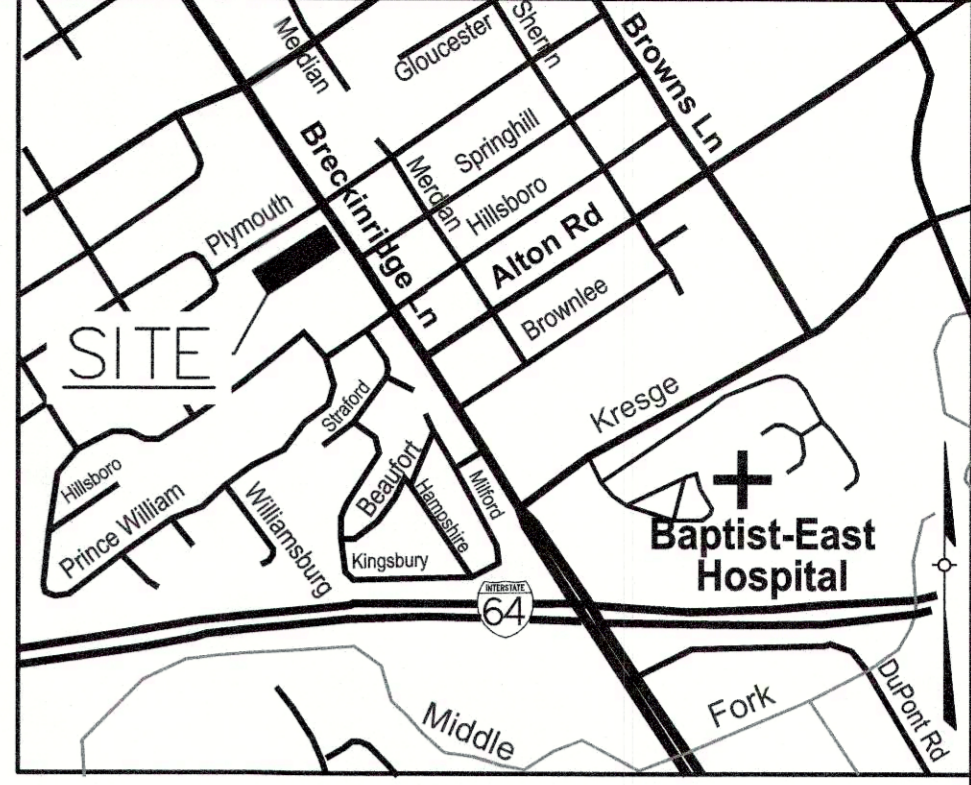 Meridian
Gloucester
Sherrin
Browns Ln
Breckinridge Ln
Springhill
Merdian
Hillsboro
Plymouth
Alton Rd
Brownlee
SITE
Kresge
Straford
Beaufort
Hillsboro
Prince William
Williamsburg
Hampshire
Milford
Kingsbury
Baptist-East
Hospital
INTERSTATE
64
Middle
Fork
DuPont Rd